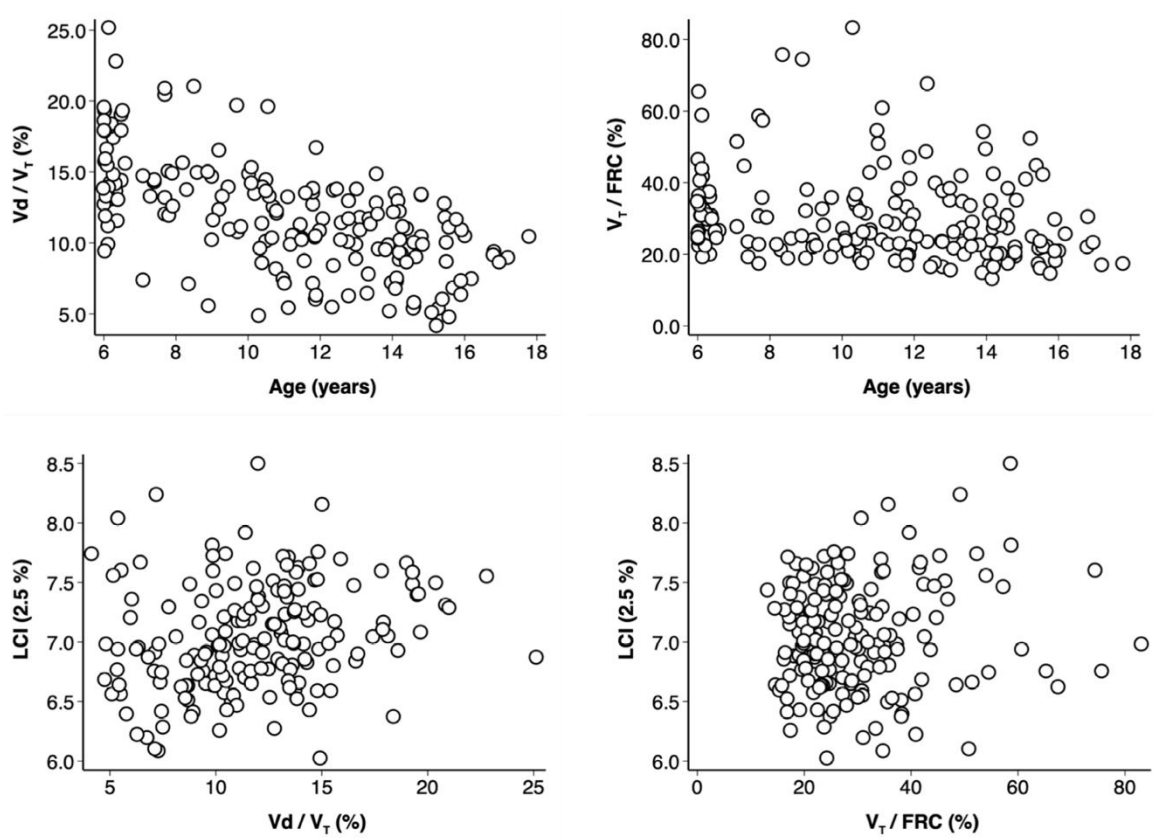 Vd / VT (%)
25.0
20.0
15.0
10.0
5.0
6 8 10 12 14 16 18
Age (years)
VT / FRC (%)
80.0
60.0
40.0
20.0
0.0
6 8 10 12 14 16 18
Age (years)
LCI (2.5 %)
8.5
8.0
7.5
7.0
6.5
6.0
5 10 15 20 25
Vd / VT (%)
LCI (2.5 %)
8.5
8.0
7.5
7.0
6.5
6.0
0 20 40 60 80
VT / FRC (%)